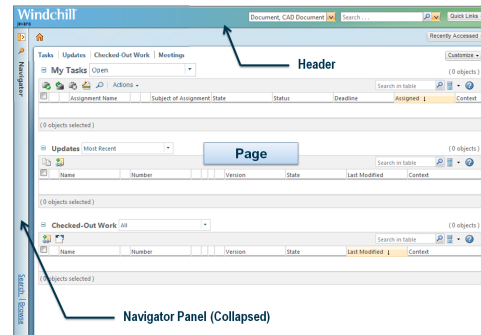 Windchill
Document, CAD Document Search . . . Quick Links
Recently Accessed
Header
Navigator
Tasks | Updates | Checked-Out Work | Meetings Customize
My Tasks Open ( 0 objects )
Actions Search in table
Assignment Name Subject of Assignment State Status Deadline Assigned Context
( 0 objects selected )
Page
Updates Most Recent ( 0 objects )
Search in table
Name Number Version State Last Modified Context
( 0 objects selected )
Checked-Out Work All ( 0 objects )
Search in table
Name Number Version State Last Modified Context
( 0 objects selected )
Search | Browse
Navigator Panel (Collapsed)